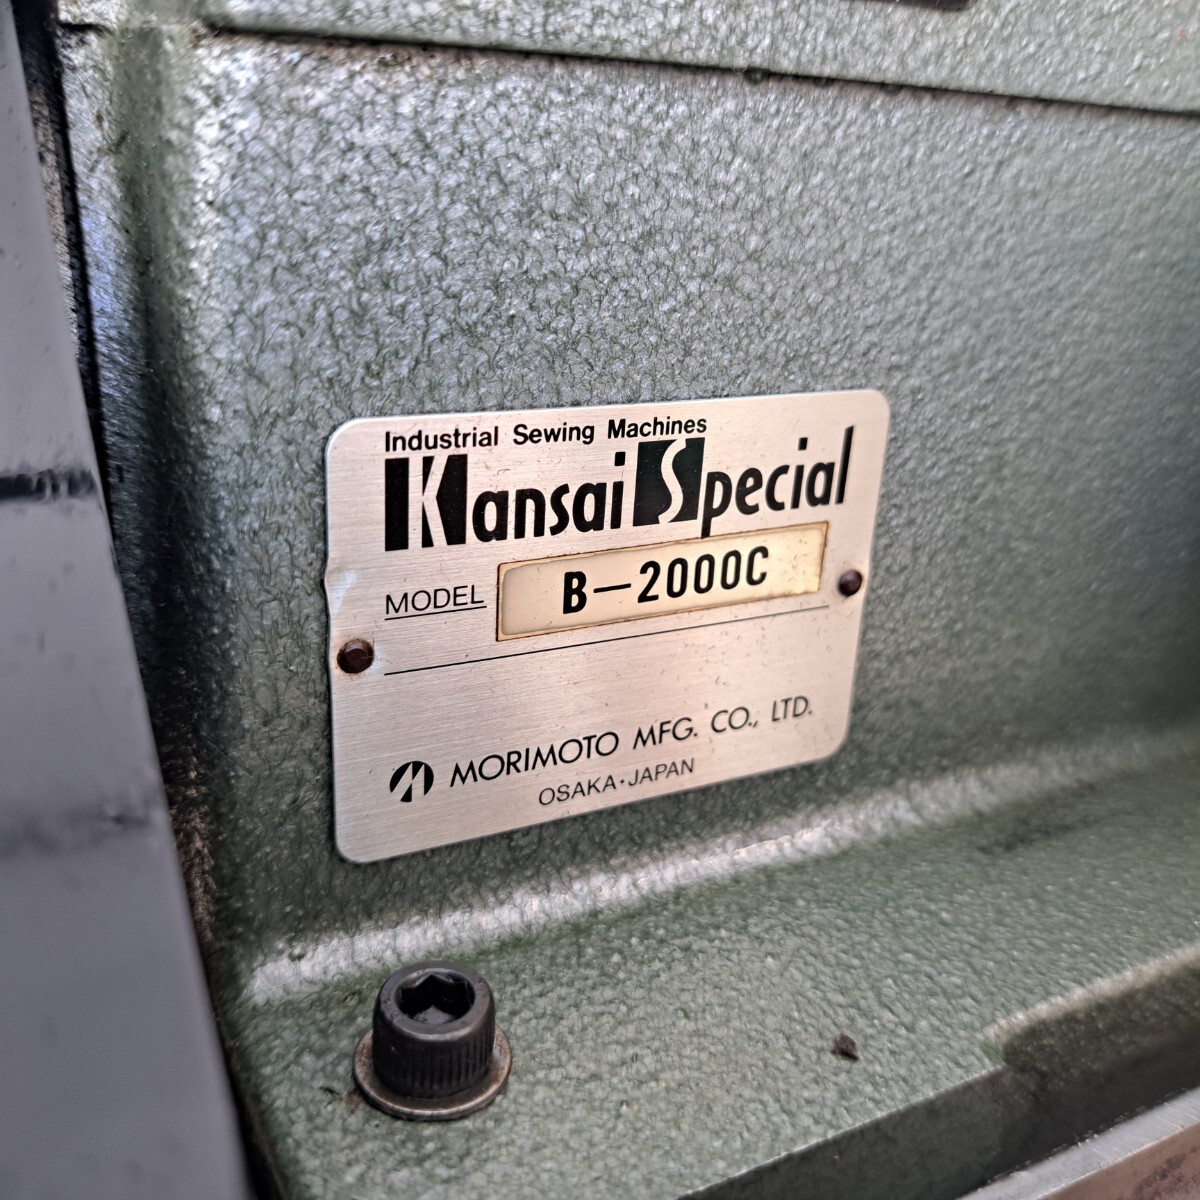 Industrial Sewing Machines
Kansai Special
MODEL B-2000C
MORIMOTO MFG. CO., LTD.
OSAKA・JAPAN